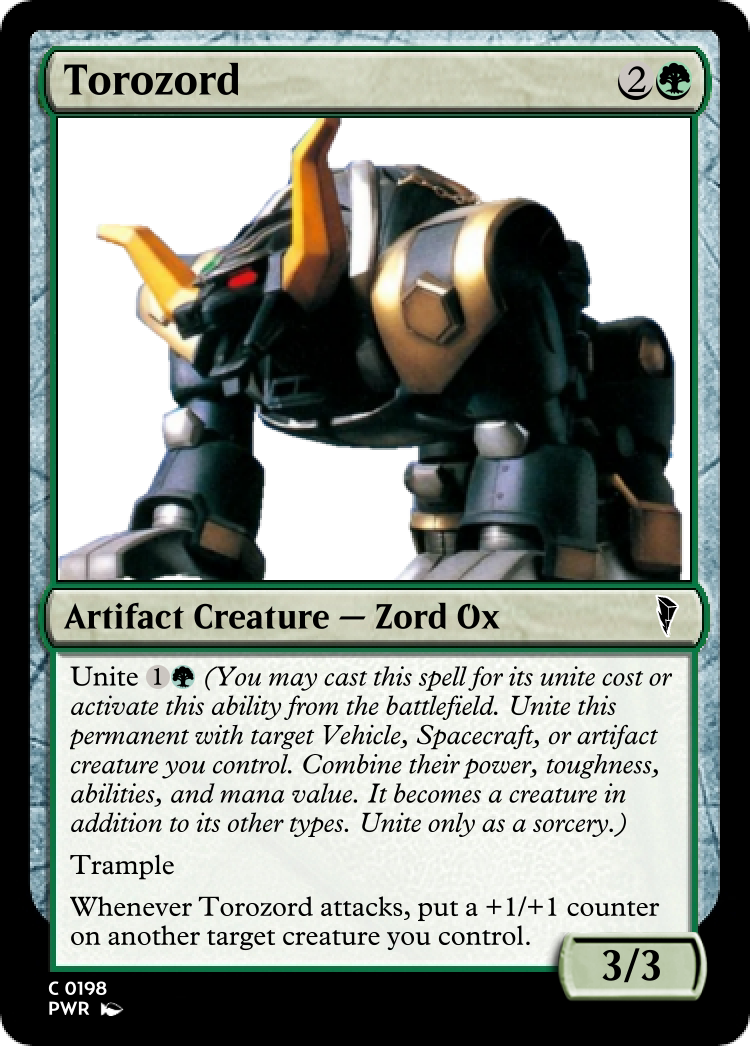 Torozord 2
Artifact Creature — Zord Ox
Unite 1 (You may cast this spell for its unite cost or
activate this ability from the battlefield. Unite this
permanent with target Vehicle, Spacecraft, or artifact
creature you control. Combine their power, toughness,
abilities, and mana value. It becomes a creature in
addition to its other types. Unite only as a sorcery.)
Trample
Whenever Torozord attacks, put a +1/+1 counter
on another target creature you control.
3/3
C 0198
PWR